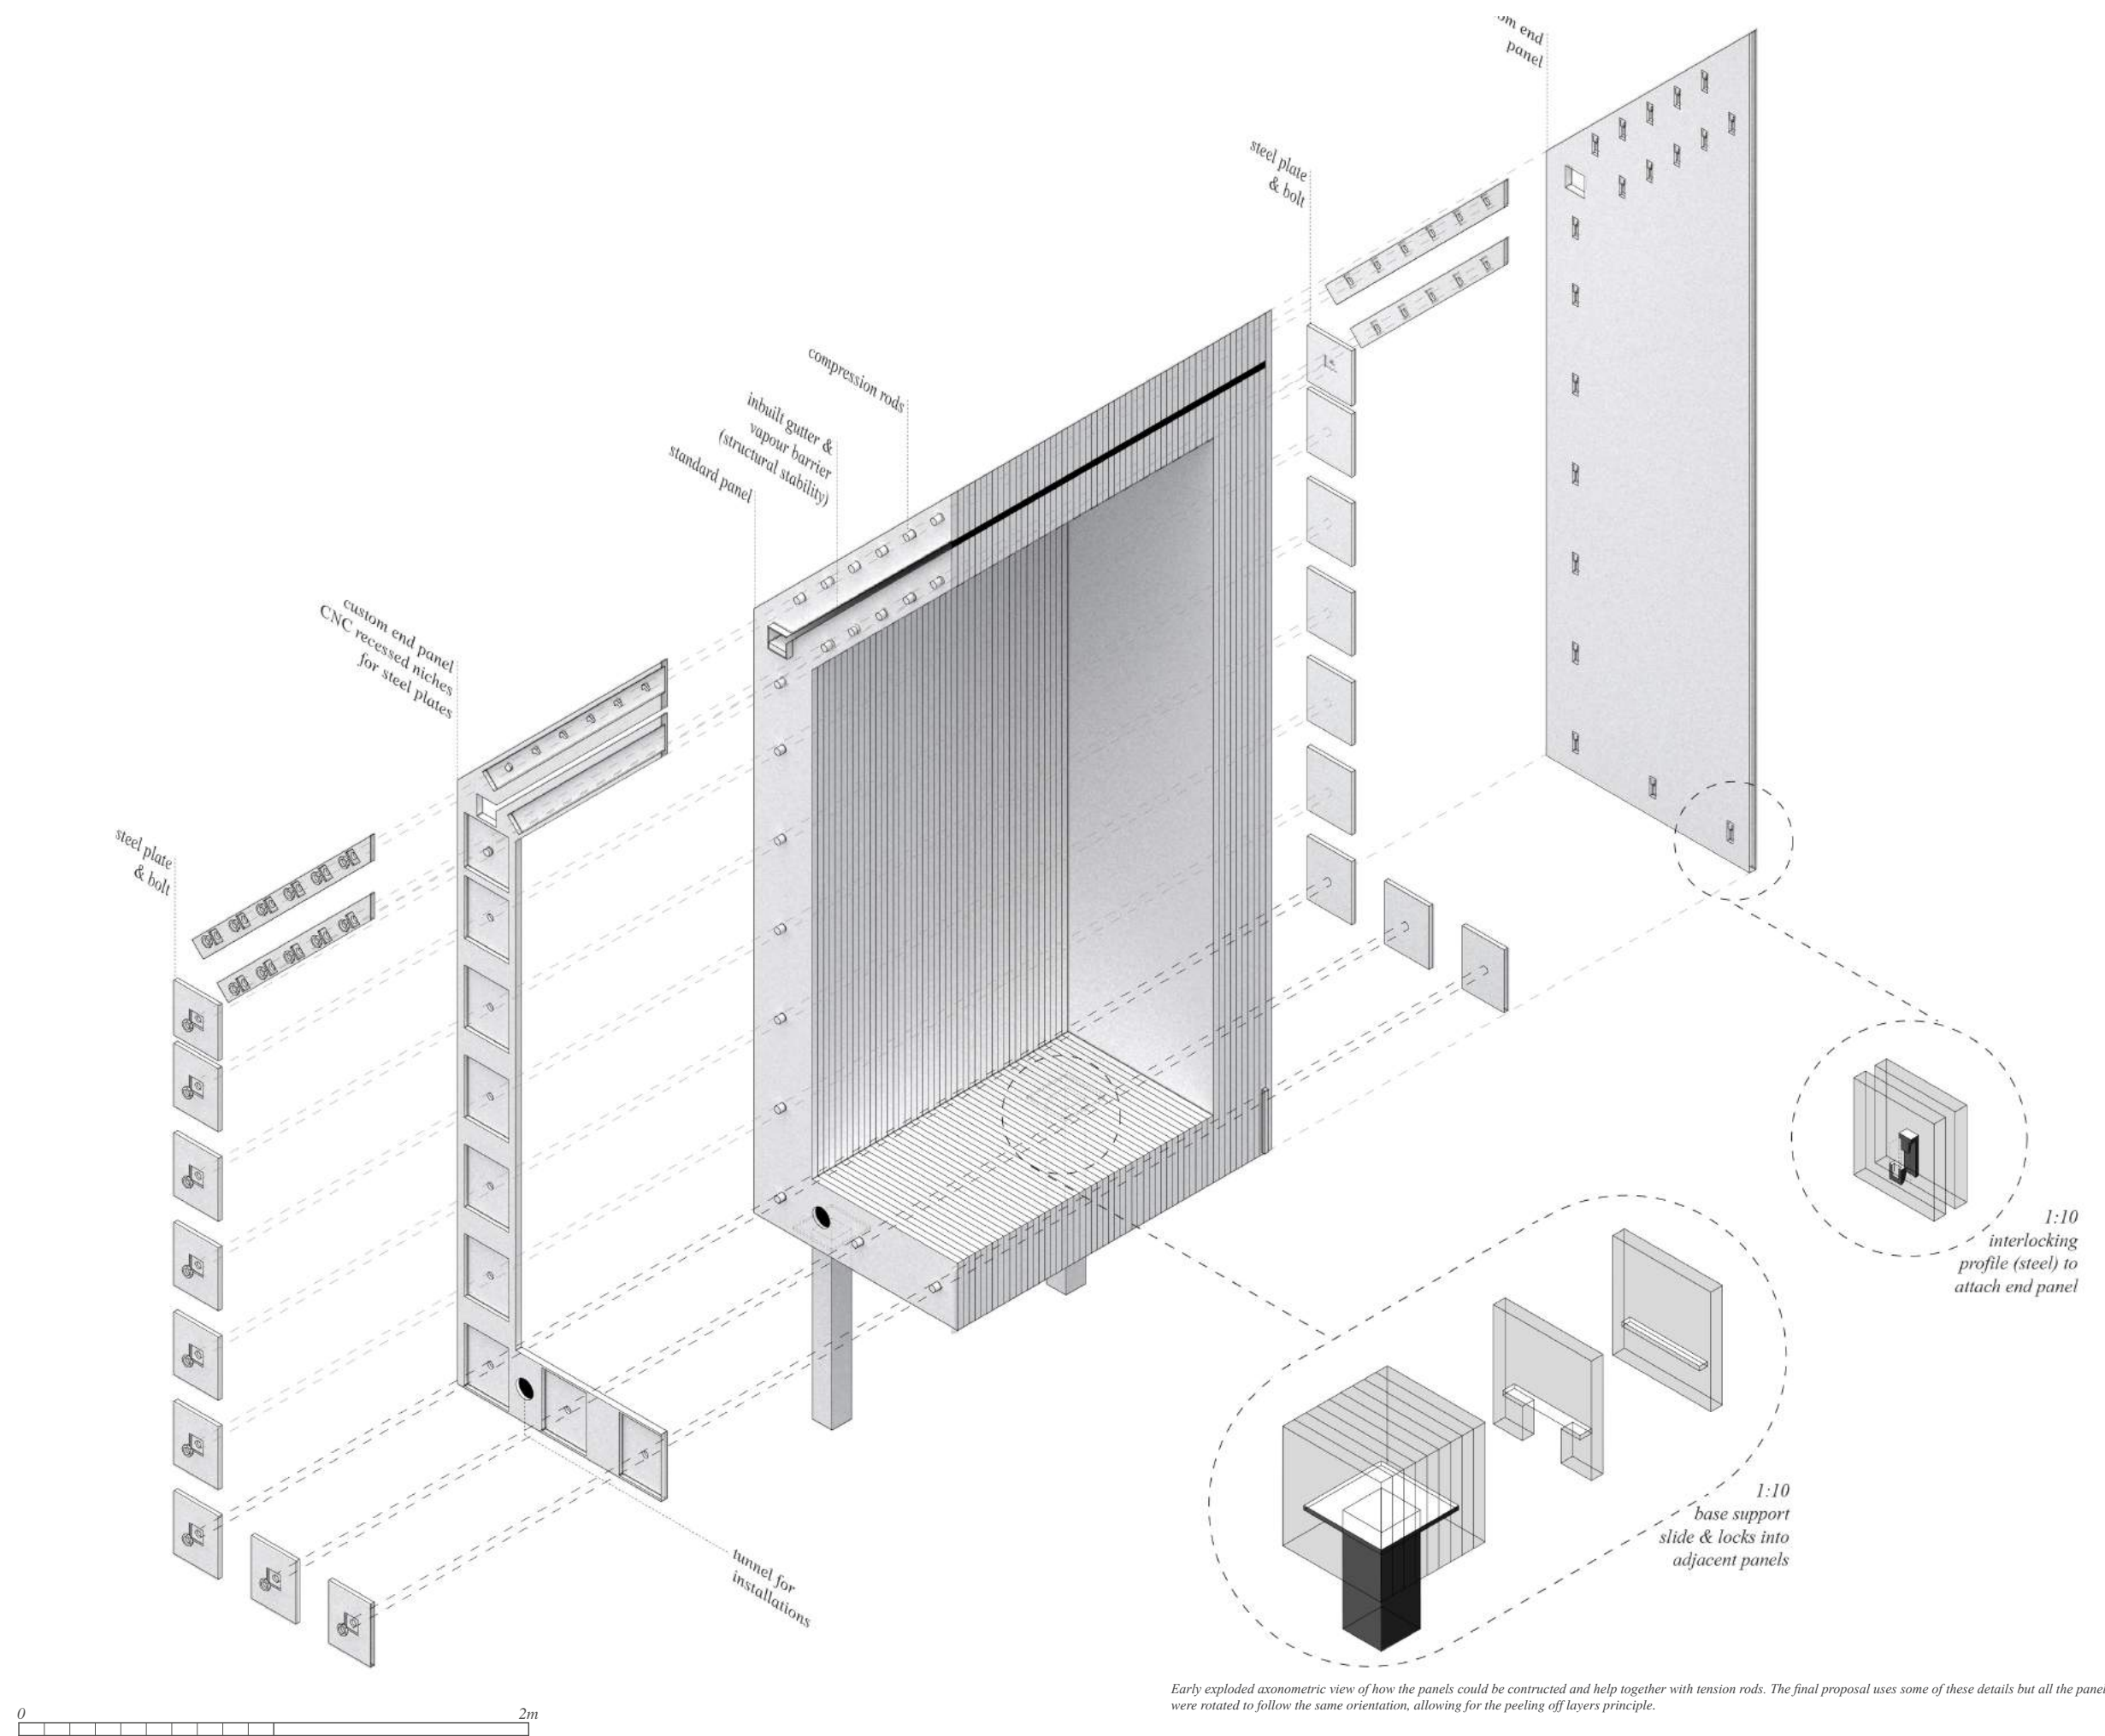 end
panel
steel plate
& bolt
compression rods
inbuilt gutter &
vapour barrier
(structural stability)
standard panel
custom end panel
CNC recessed niches
for steel plates
steel plate
& bolt
1:10
interlocking
profile (steel) to
attach end panel
1:10
base support
slide & locks into
adjacent panels
tunnel for
installations
Early exploded axonometric view of how the panels could be contructed and help together with tension rods. The final proposal uses some of these details but all the panel
were rotated to follow the same orientation, allowing for the peeling off layers principle.
0
2m